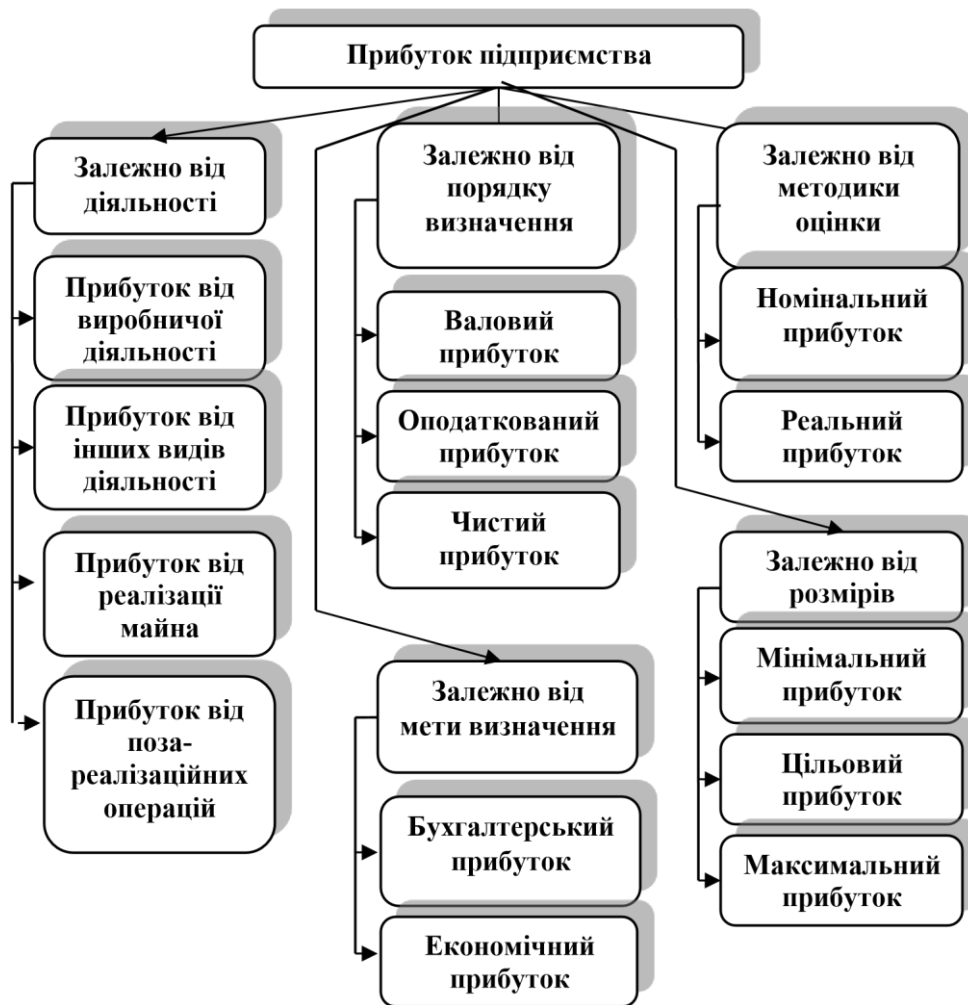 Прибуток підприємства
Залежно від
діяльності
Прибуток від
виробничої
діяльності
Прибуток від
інших видів
діяльності
Прибуток від
реалізації
майна
Прибуток від
поза-
реалізаційних
операцій
Залежно від
порядку
визначення
Валовий
прибуток
Оподаткований
прибуток
Чистий
прибуток
Залежно від
мети визначення
Бухгалтерський
прибуток
Економічний
прибуток
Залежно від
методики
оцінки
Номінальний
прибуток
Реальний
прибуток
Залежно від
розмірів
Мінімальний
прибуток
Цільовий
прибуток
Максимальний
прибуток